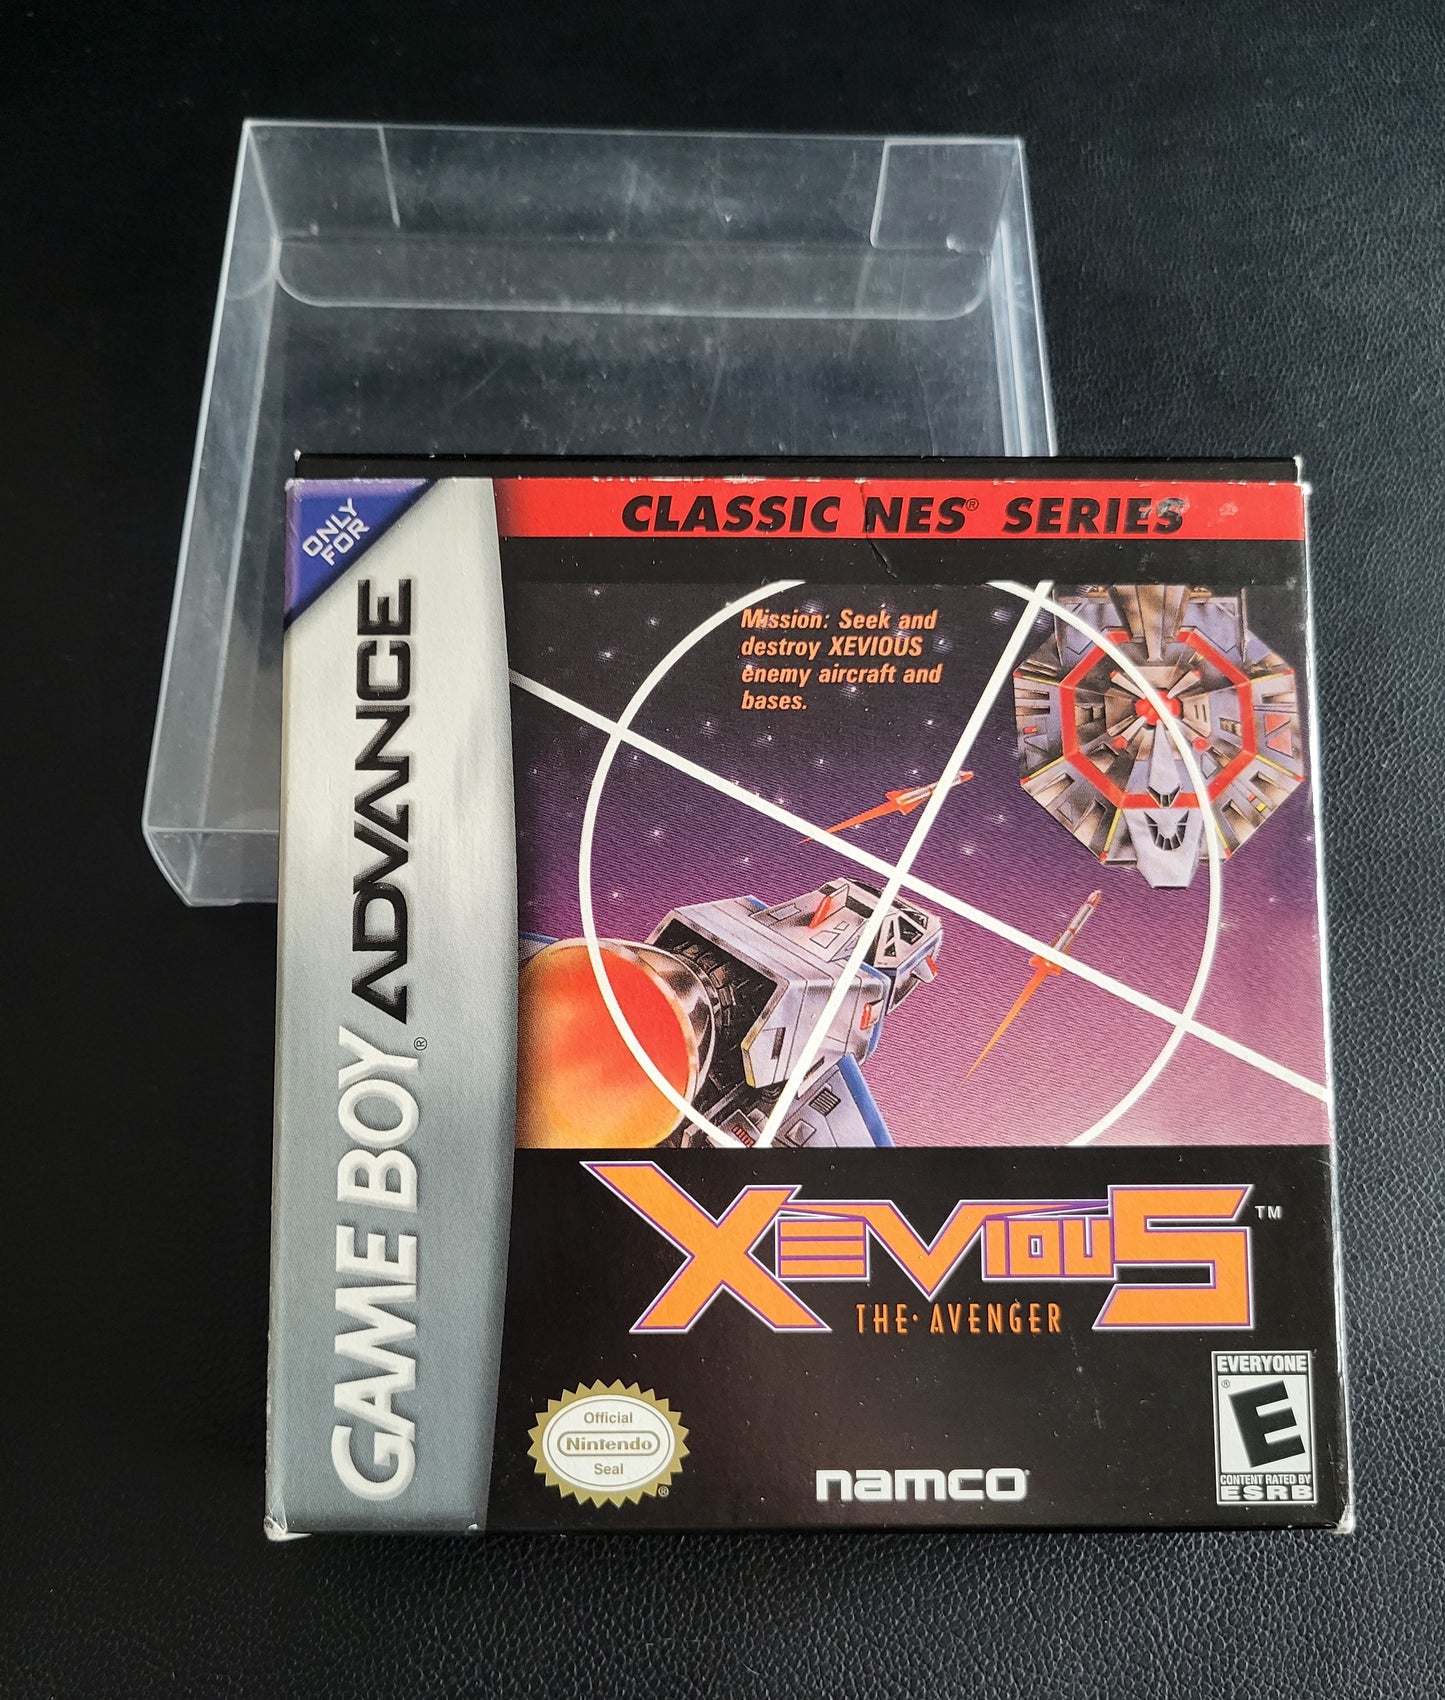 CLASSIC NES® SERIES
ONLY
FOR
GAME BOY® ADVANCE
Mission: Seek and
destroy XEVIOUS
enemy aircraft and
bases.
XEVIOUS™
THE·AVENGER
Official
Nintendo
Seal
®
namco®
EVERYONE
®
E
CONTENT RATED BY
ESRB